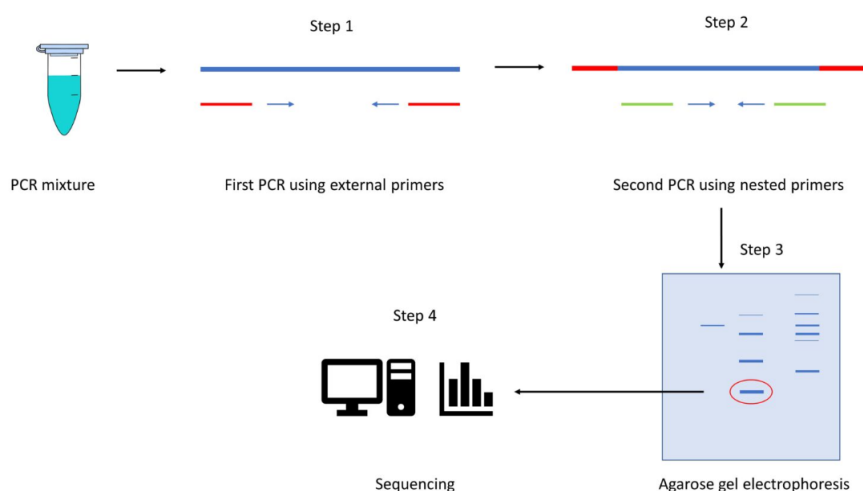 Step 1
Step 2
PCR mixture
First PCR using external primers
Second PCR using nested primers
Step 3
Step 4
Sequencing
Agarose gel electrophoresis